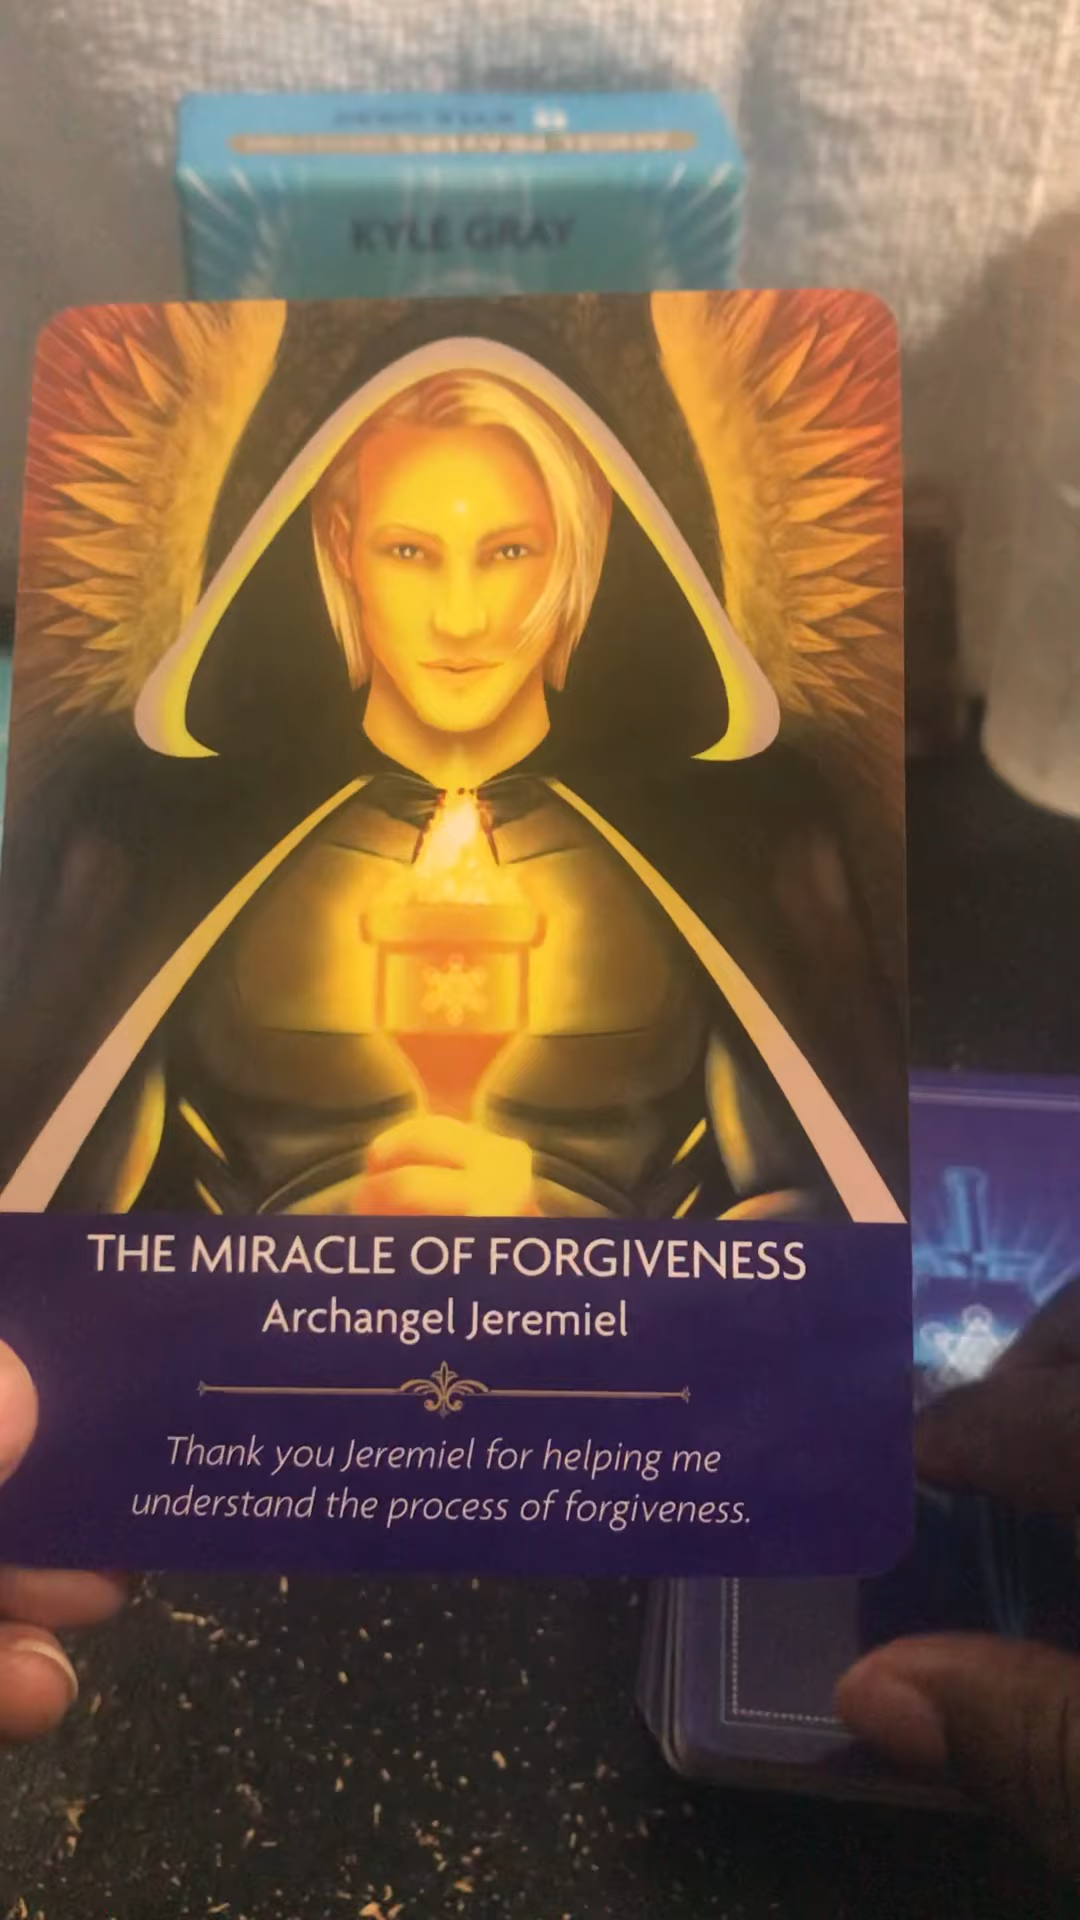 KYLE GRAY
THE MIRACLE OF FORGIVENESS
Archangel Jeremiel
Thank you Jeremiel for helping me
understand the process of forgiveness.